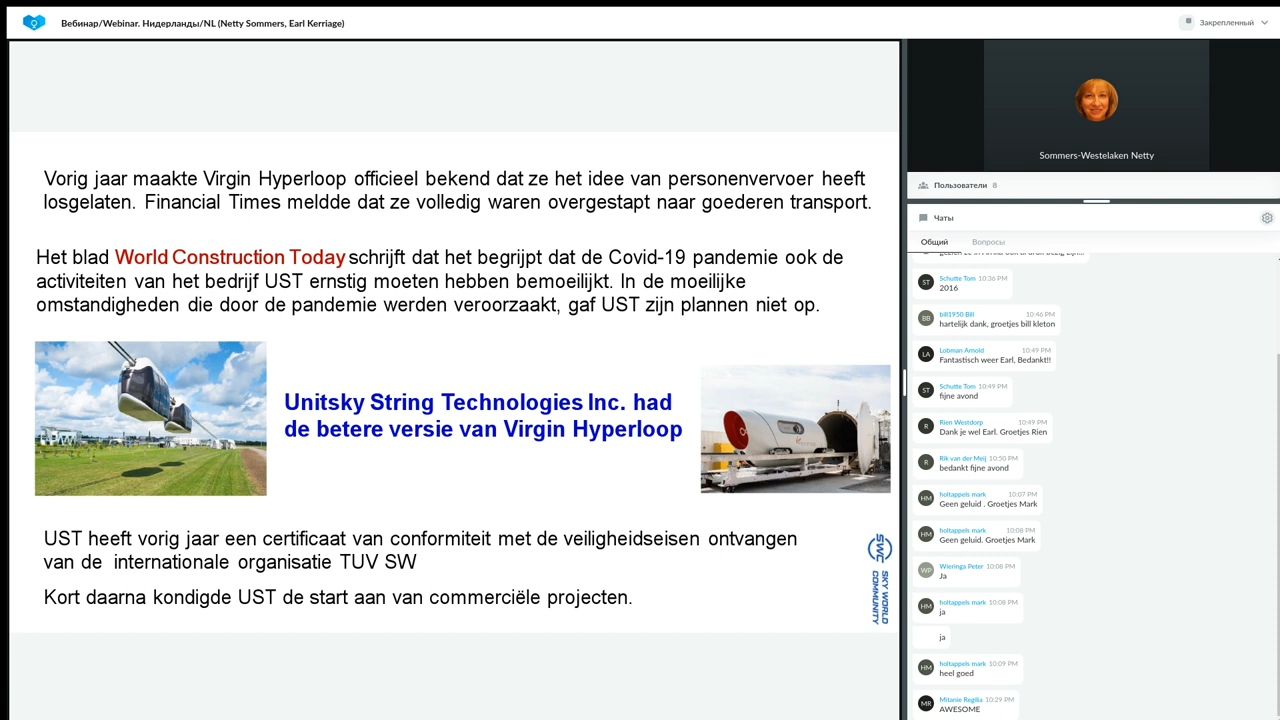 Вебинар/Webinar. Нидерланды/NL (Netty Sommers, Earl Kerriage)
Закрепленный
Vorig jaar maakte Virgin Hyperloop officieel bekend dat ze het idee van personenvervoer heeft
losgelaten. Financial Times meldde dat ze volledig waren overgestapt naar goederen transport.
Het blad World Construction Today schrijft dat het begrijpt dat de Covid-19 pandemie ook de
activiteiten van het bedrijf UST ernstig moeten hebben bemoeilijkt. In de moeilijke
omstandigheden die door de pandemie werden veroorzaakt, gaf UST zijn plannen niet op.
Unitsky String Technologies Inc. had
de betere versie van Virgin Hyperloop
UST heeft vorig jaar een certificaat van conformiteit met de veiligheidseisen ontvangen
van de internationale organisatie TUV SW
Kort daarna kondigde UST de start aan van commerciële projecten.
SWC
SKY WORLD
COMMUNITY
Sommers-Westelaken Netty
Пользователи 8
Чаты
Общий Вопросы
ST Schutte Tom 10:36 PM
2016
BB bill1950 Bill 10:46 PM
hartelijk dank, groetjes bill kleton
LA Lobman Arnold 10:49 PM
Fantastisch weer Earl, Bedankt!!
ST Schutte Tom 10:49 PM
fijne avond
R Rien Westdorp 10:49 PM
Dank je wel Earl. Groetjes Rien
R Rik van der Meij 10:50 PM
bedankt fijne avond
HM holtappels mark 10:07 PM
Geen geluid . Groetjes Mark
HM holtappels mark 10:08 PM
Geen geluid. Groetjes Mark
WP Wieringa Peter 10:08 PM
Ja
HM holtappels mark 10:08 PM
ja
ja
HM holtappels mark 10:09 PM
heel goed
MR Mitanie Regilia 10:29 PM
AWESOME